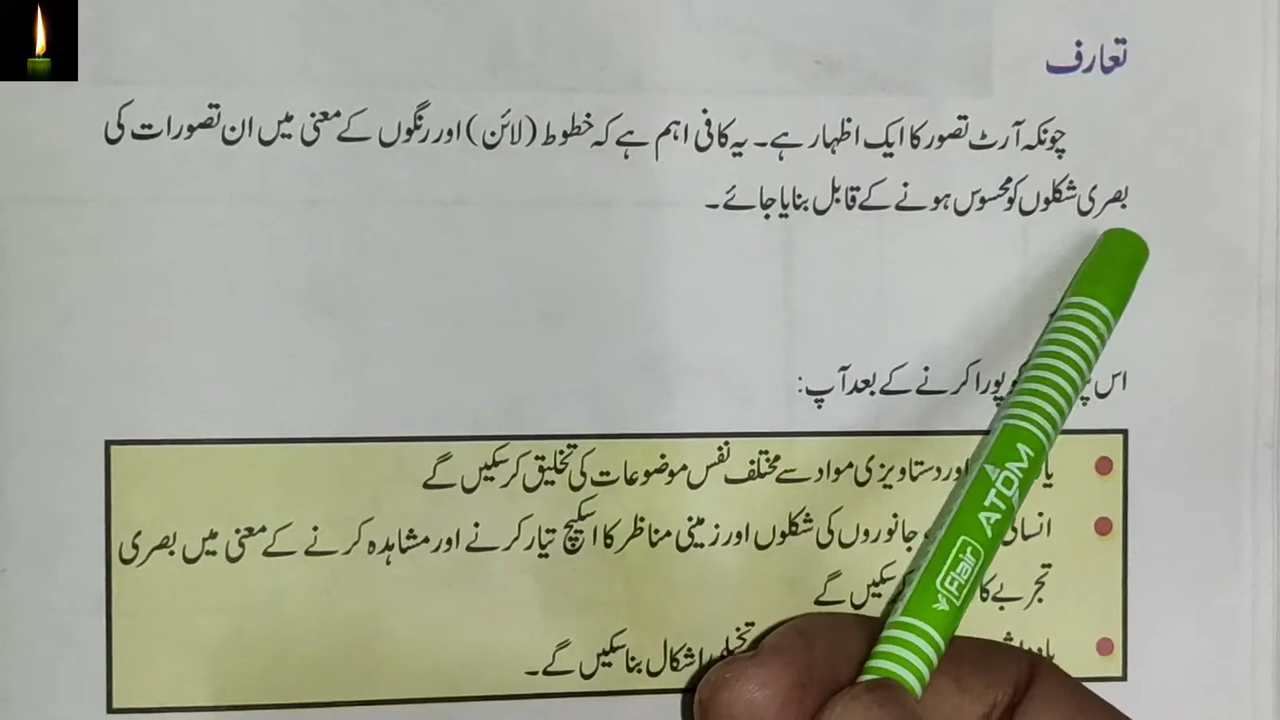 تعارف
چونکہ آرٹ تصور کا ایک اظہار ہے۔ یہ کافی اہم ہے کہ خطوط (لائن) اور رنگوں کے معنی میں ان تصورات کی
بصری شکلوں کو محسوس ہونے کے قابل بنایا جائے۔
اس کو پورا کرنے کے بعد آپ:
اور دستاویزی مواد سے مختلف نفس موضوعات کی تخلیق کر سکیں گے
انسانی جانوروں کی شکلوں اور زمینی مناظر کا اسکیچ تیار کرنے اور مشاہدہ کرنے کے معنی میں بصری
تجربے کا کر سکیں گے
اشکال بنا سکیں گے۔
Flair ATOM